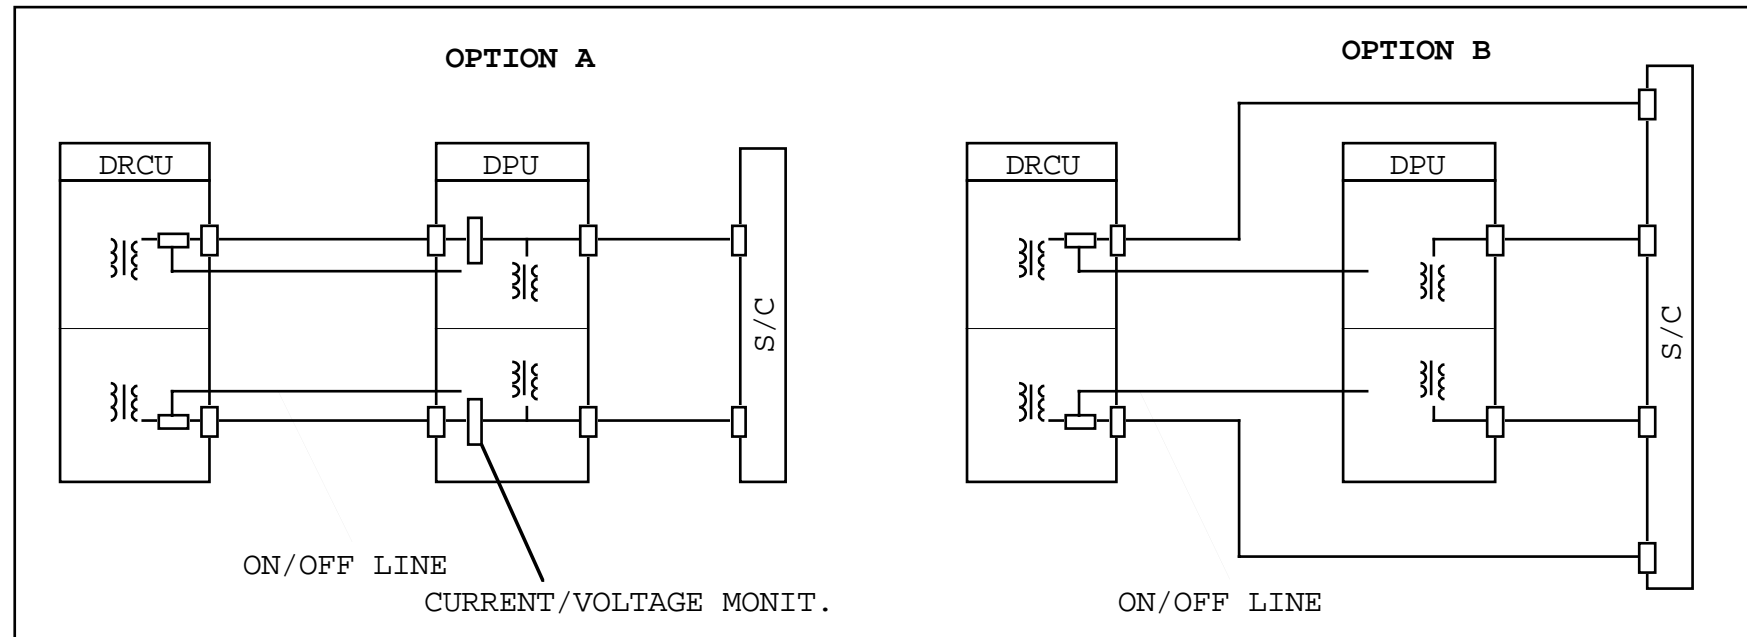 OPTION A
DRCU
DPU
S/C
ON/OFF LINE
CURRENT/VOLTAGE MONIT.
OPTION B
DRCU
DPU
S/C
ON/OFF LINE